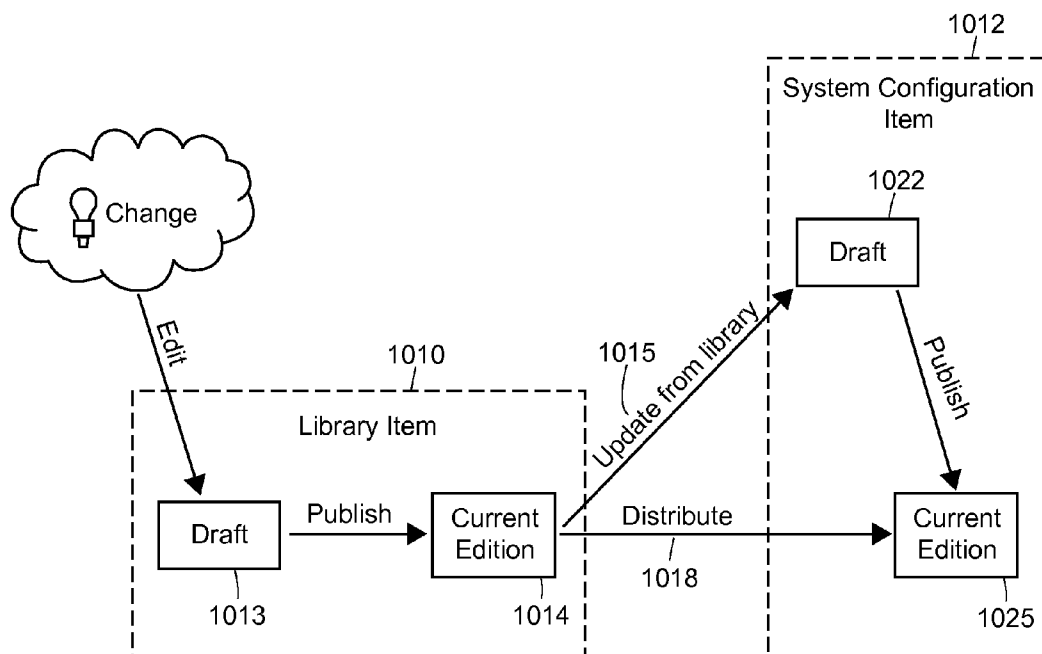 1012
System Configuration
Item
1022
Change
Draft
Edit
1010
1015
Update from library
Publish
Library Item
Draft
Publish
Current
Edition
Distribute
Current
Edition
1018
1013
1014
1025